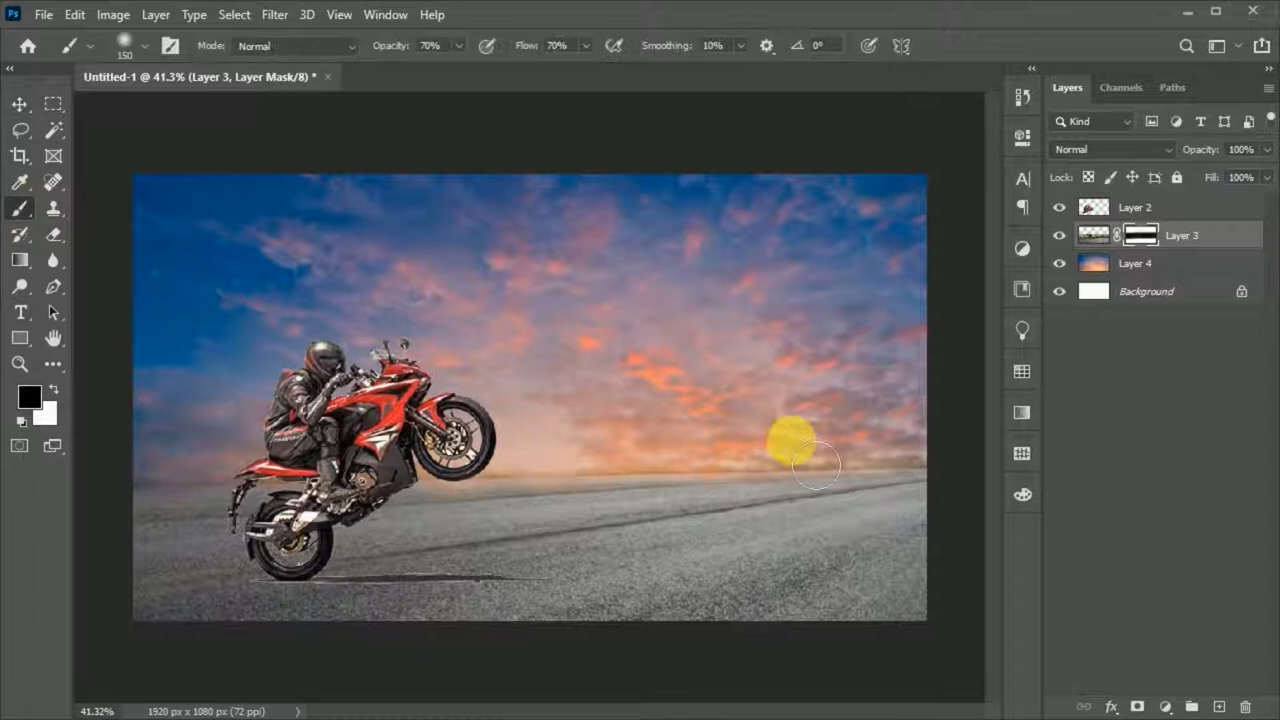 Ps File Edit Image Layer Type Select Filter 3D View Window Help
150 Mode: Normal Opacity: 70% Flow: 70% Smoothing: 10% 0°
Untitled-1 @ 41.3% (Layer 3, Layer Mask/8) * ×
Layers Channels Paths
Kind
Normal Opacity: 100%
Lock: Fill: 100%
Layer 2
Layer 3
Layer 4
Background
41.32% 1920 px x 1080 px (72 ppi)